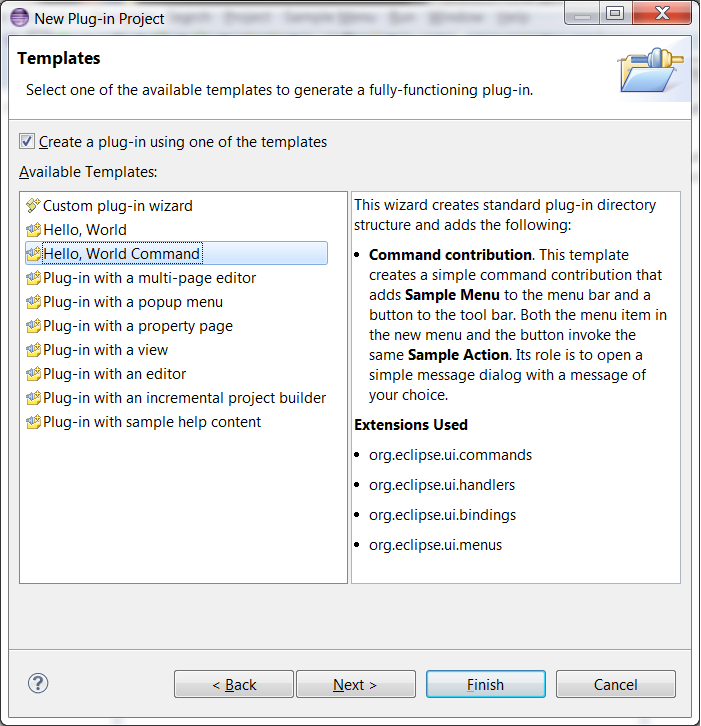 New Plug-in Project
Templates
Select one of the available templates to generate a fully-functioning plug-in.
Create a plug-in using one of the templates
Available Templates:
Custom plug-in wizard
Hello, World
Hello, World Command
Plug-in with a multi-page editor
Plug-in with a popup menu
Plug-in with a property page
Plug-in with a view
Plug-in with an editor
Plug-in with an incremental project builder
Plug-in with sample help content
This wizard creates standard plug-in directory
structure and adds the following:
• Command contribution. This template
creates a simple command contribution that
adds Sample Menu to the menu bar and a
button to the tool bar. Both the menu item in
the new menu and the button invoke the
same Sample Action. Its role is to open a
simple message dialog with a message of
your choice.
Extensions Used
• org.eclipse.ui.commands
• org.eclipse.ui.handlers
• org.eclipse.ui.bindings
• org.eclipse.ui.menus
?
< Back
Next >
Finish
Cancel